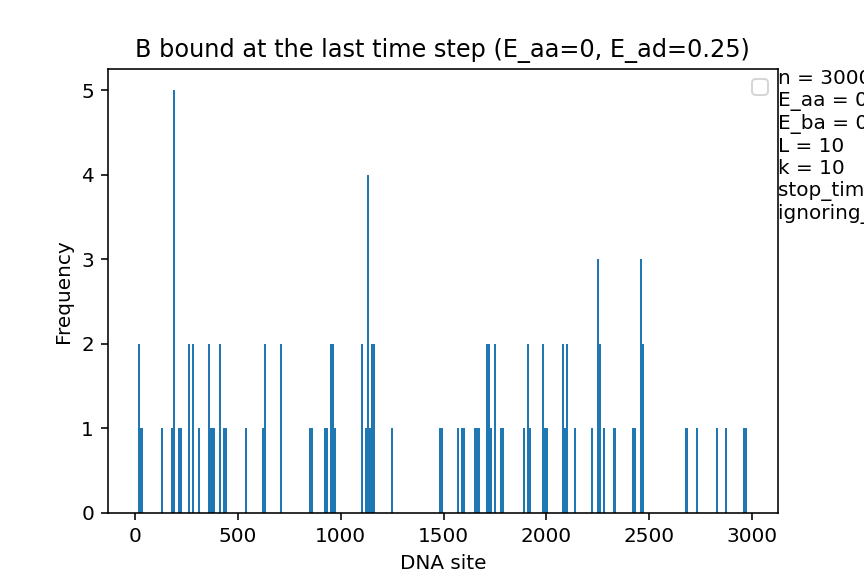 B bound at the last time step (E_aa=0, E_ad=0.25)
n = 3000
E_aa = 0
E_ba = 0
L = 10
k = 10
stop_tim
ignoring_
Frequency
5
4
3
2
1
0
0 500 1000 1500 2000 2500 3000
DNA site